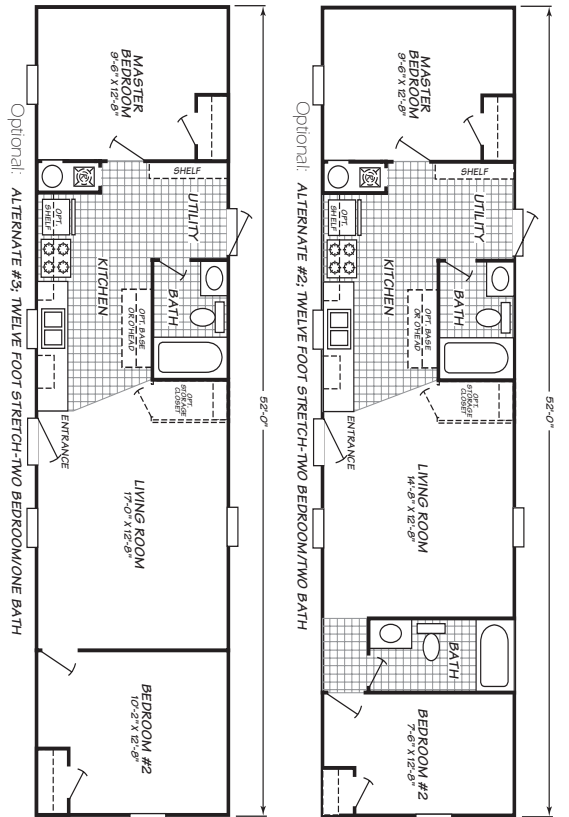 52'-0"
MASTER
BEDROOM
9'-6" X 12'-8"
SHELF
UTILITY
OPT.
SHELF
KITCHEN
BATH
OPT. BASE
OR O'HEAD
OPT.
STORAGE
CLOSET
ENTRANCE
LIVING ROOM
14'-8" X 12'-8"
BATH
BEDROOM #2
7'-6" X 12'-8"
Optional: ALTERNATE #2; TWELVE FOOT STRETCH-TWO BEDROOM/TWO BATH
52'-0"
MASTER
BEDROOM
9'-6" X 12'-8"
SHELF
UTILITY
OPT.
SHELF
KITCHEN
BATH
OPT. BASE
OR O'HEAD
OPT.
STORAGE
CLOSET
ENTRANCE
LIVING ROOM
17'-0" X 12'-8"
BEDROOM #2
10'-2" X 12'-8"
Optional: ALTERNATE #3; TWELVE FOOT STRETCH-TWO BEDROOM/ONE BATH